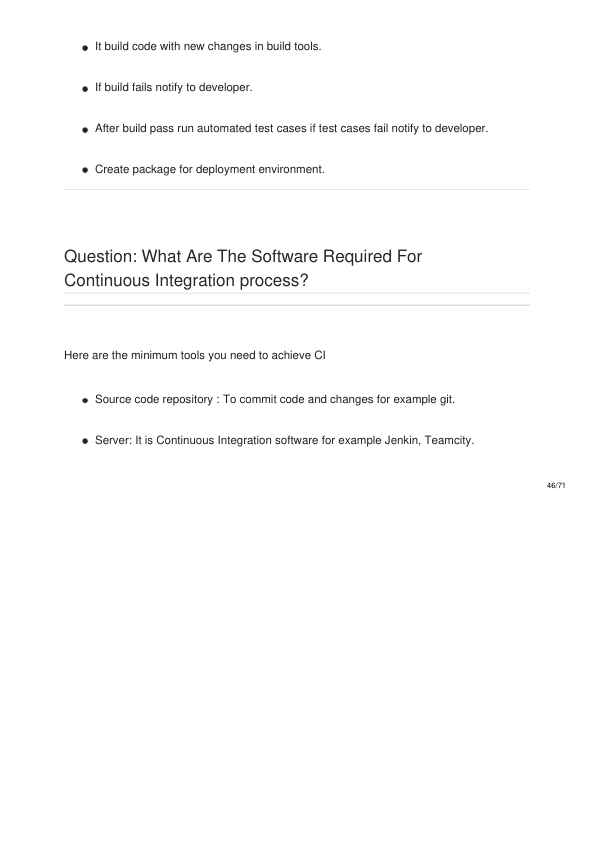 ● It build code with new changes in build tools.
● If build fails notify to developer.
● After build pass run automated test cases if test cases fail notify to developer.
● Create package for deployment environment.
Question: What Are The Software Required For
Continuous Integration process?
Here are the minimum tools you need to achieve CI
● Source code repository : To commit code and changes for example git.
● Server: It is Continuous Integration software for example Jenkin, Teamcity.
46/71